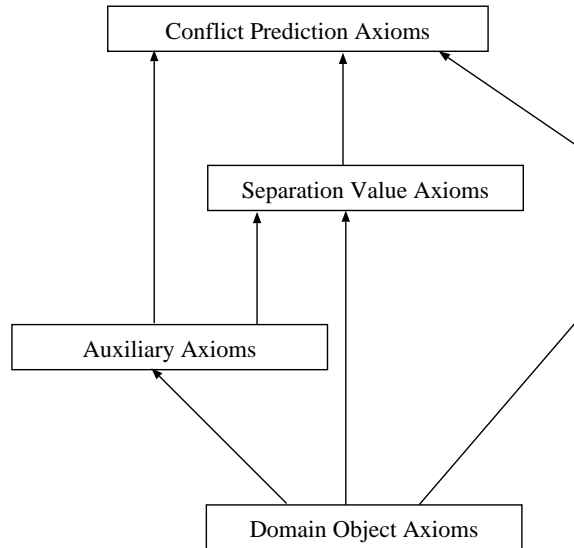 Conflict Prediction Axioms
Separation Value Axioms
Auxiliary Axioms
Domain Object Axioms